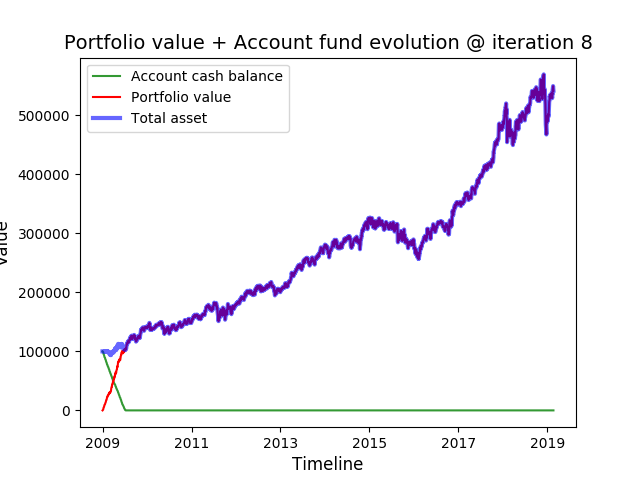 Portfolio value + Account fund evolution @ iteration 8
Account cash balance
Portfolio value
Total asset
500000
400000
300000
200000
100000
0
Value
2009
2011
2013
2015
2017
2019
Timeline